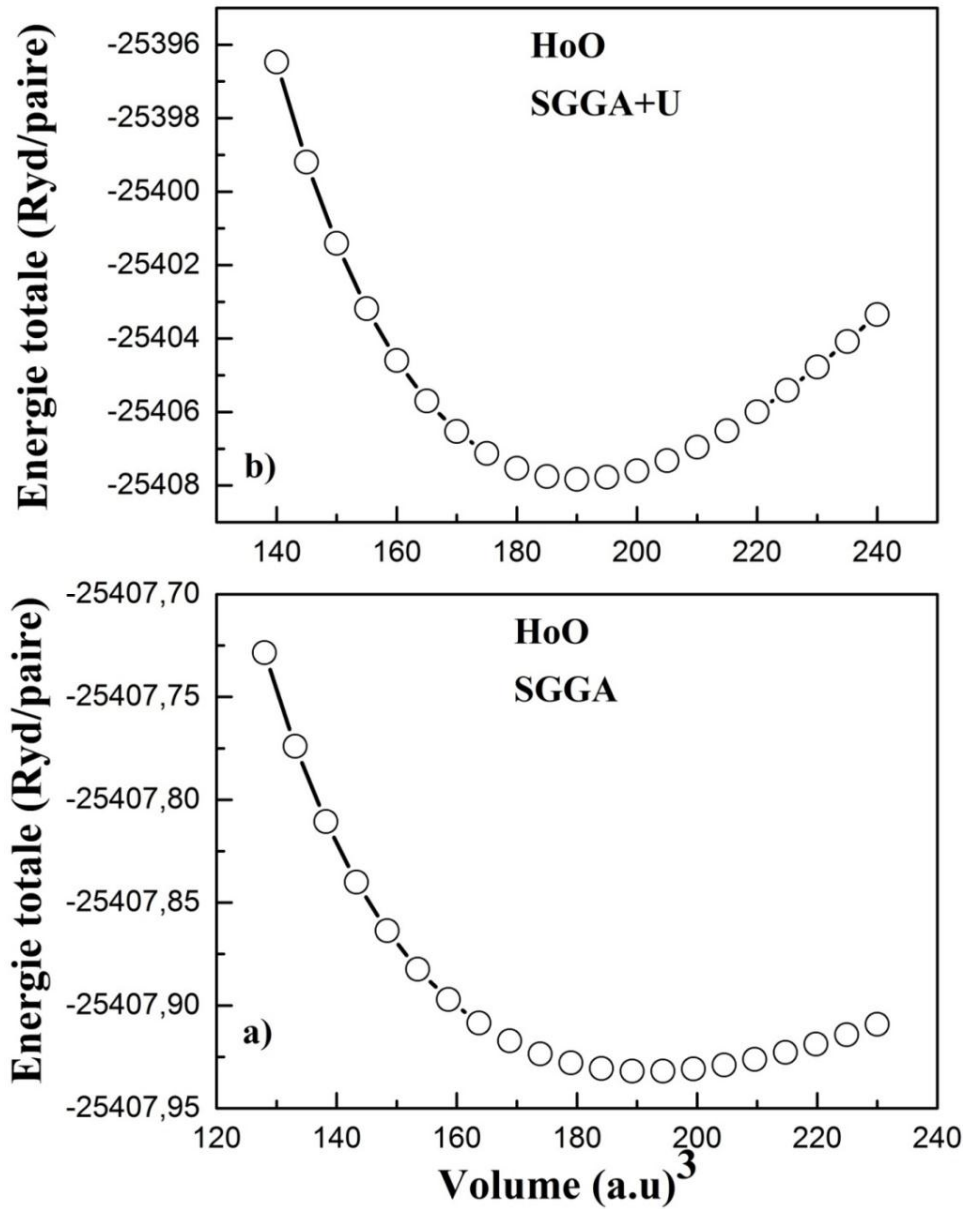 Energie totale (Ryd/paire)
-25396
-25398
-25400
-25402
-25404
-25406
-25408
HoO
SGGA+U
b)
140 160 180 200 220 240
Energie totale (Ryd/paire)
-25407,70
-25407,75
-25407,80
-25407,85
-25407,90
-25407,95
HoO
SGGA
a)
120 140 160 180 200 220 240
Volume (a.u)3